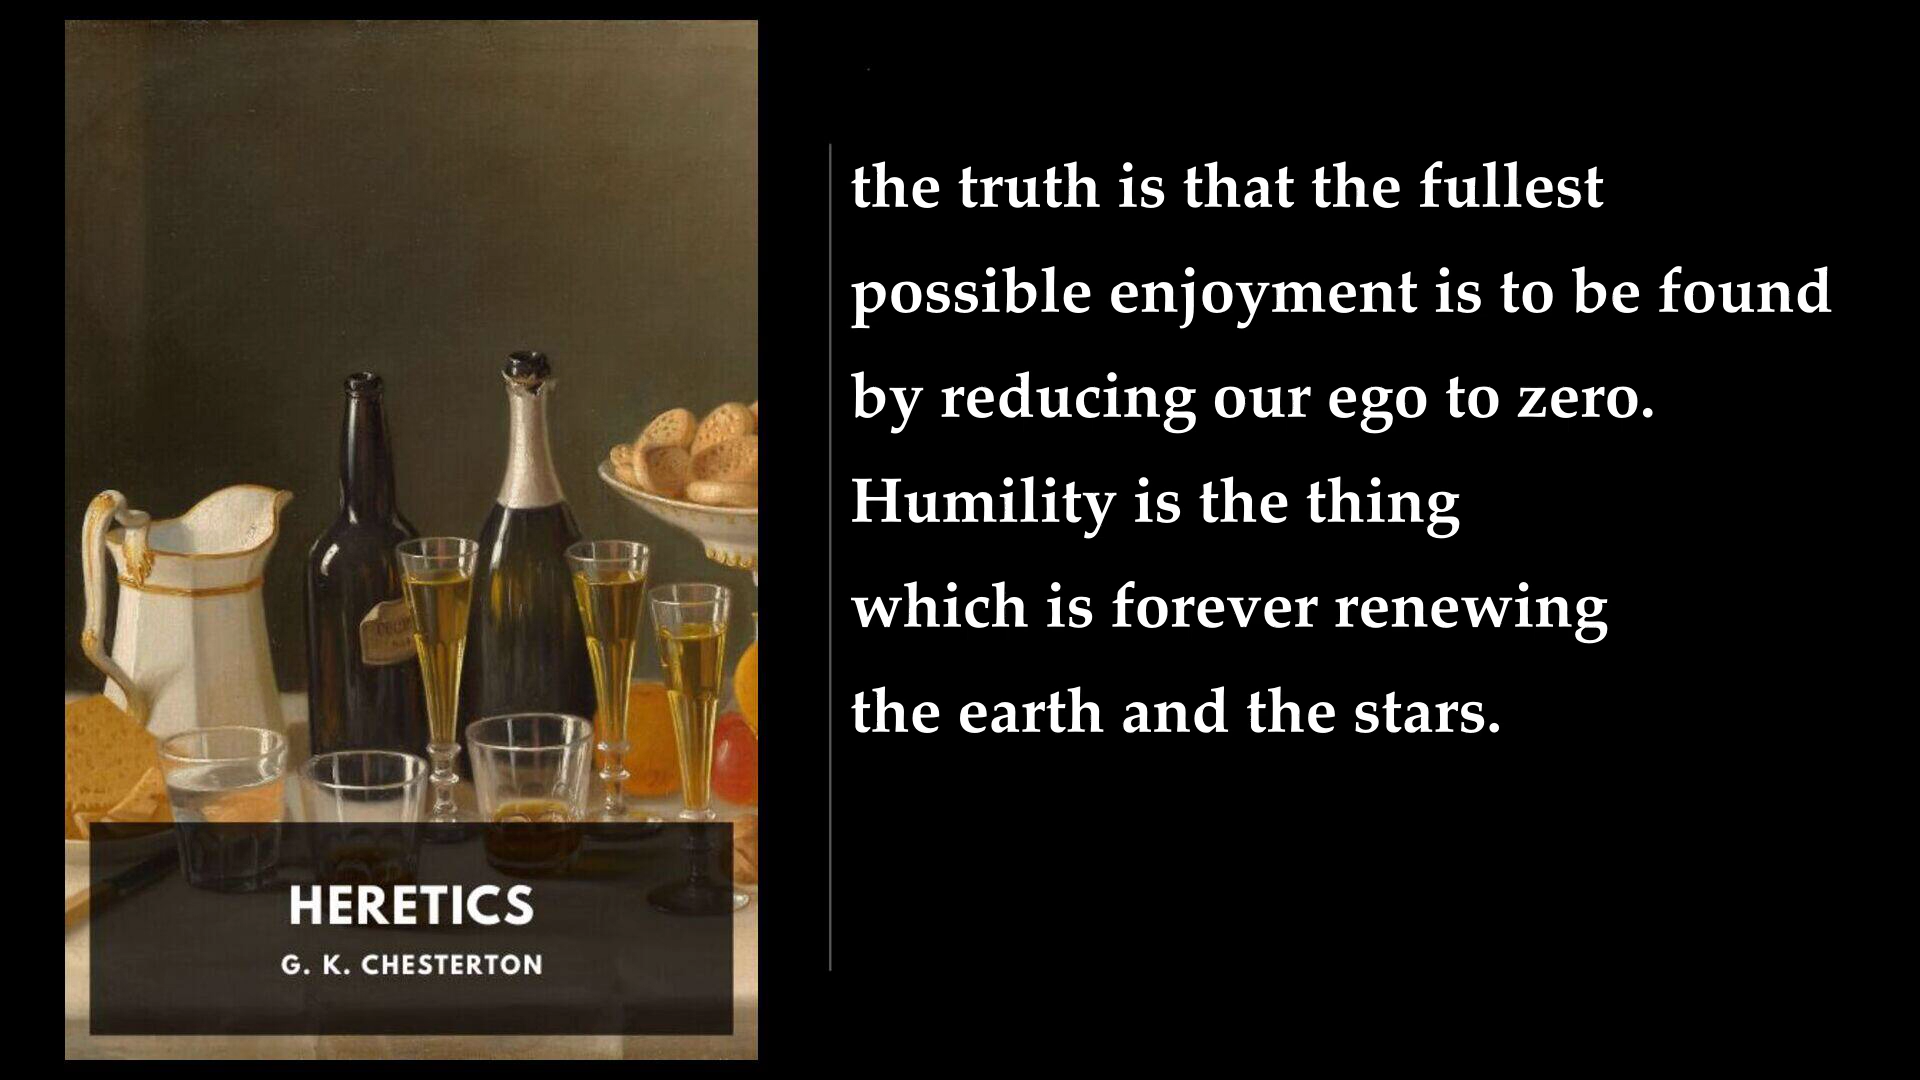 the truth is that the fullest
possible enjoyment is to be found
by reducing our ego to zero.
Humility is the thing
which is forever renewing
the earth and the stars.
HERETICS
G. K. CHESTERTON